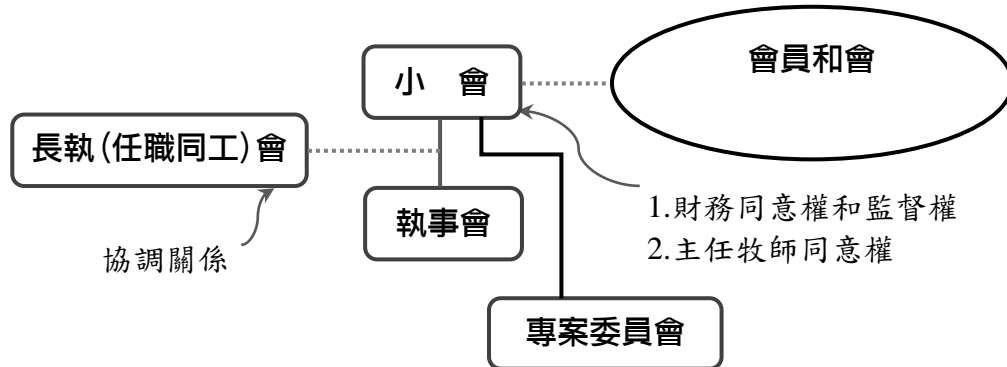 會員和會
小 會
長執(任職同工)會
執事會
1.財務同意權和監督權
2.主任牧師同意權
協調關係
專案委員會